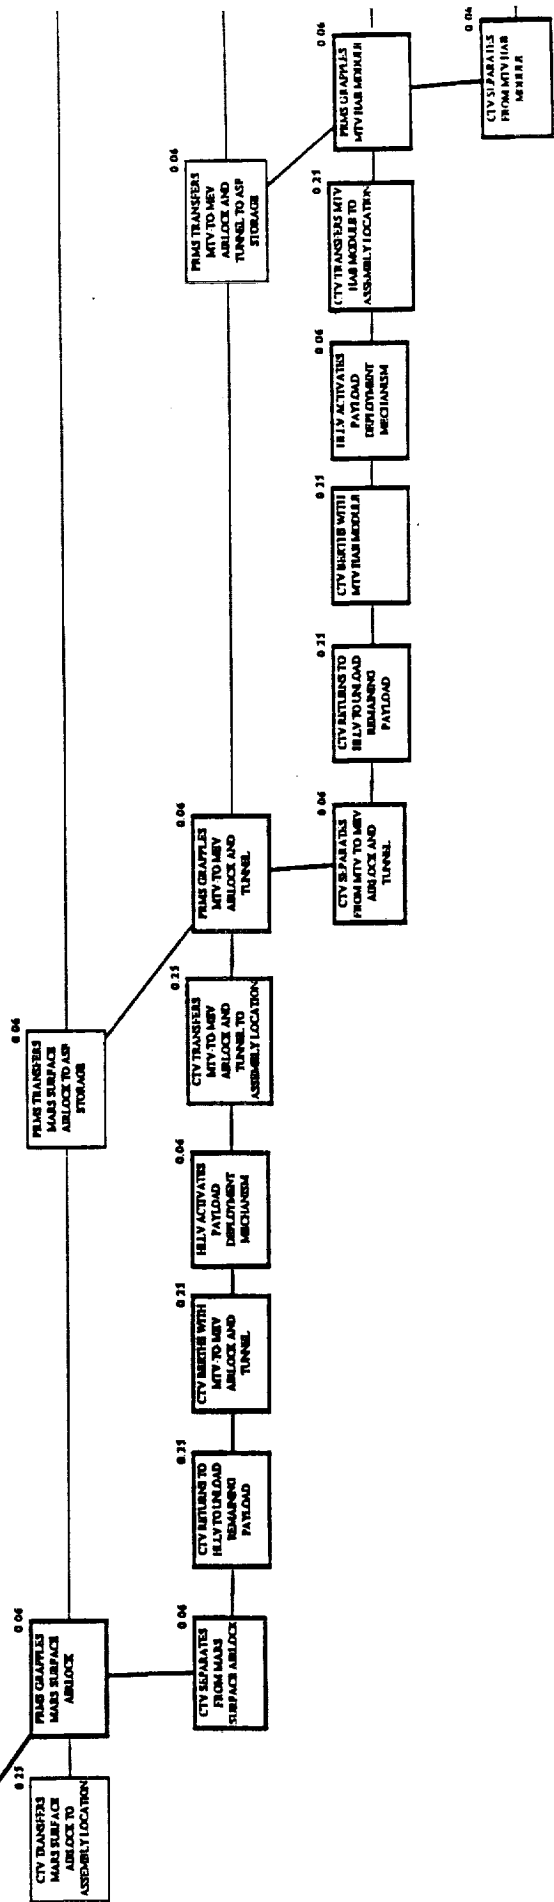 0.25
CTV TRANSFERS
MARS SURFACE
AIRLOCK TO
ASSEMBLY LOCATION
0.06
PRMS GRAPPLES
MARS SURFACE
AIRLOCK
0.06
PRMS TRANSFERS
MARS SURFACE
AIRLOCK TO ASP
STORAGE
0.06
CTV SEPARATES
FROM MARS
SURFACE AIRLOCK
0.25
CTV RETURNS TO
HLLV TO UNLOAD
REMAINING
PAYLOAD
0.25
CTV BERTHS WITH
MTV-TO-MEV
AIRLOCK AND
TUNNEL
0.06
HLLV ACTIVATES
PAYLOAD
DEPLOYMENT
MECHANISM
0.25
CTV TRANSFERS
MTV-TO-MEV
AIRLOCK AND
TUNNEL TO
ASSEMBLY LOCATION
0.06
PRMS GRAPPLES
MTV-TO-MEV
AIRLOCK AND
TUNNEL
0.06
PRMS TRANSFERS
MTV-TO-MEV
AIRLOCK AND
TUNNEL TO ASP
STORAGE
0.06
CTV SEPARATES
FROM MTV TO MEV
AIRLOCK AND
TUNNEL
0.25
CTV RETURNS TO
HLLV TO UNLOAD
REMAINING
PAYLOAD
0.25
CTV BERTHS WITH
MTV HAB MODULE
0.06
HLLV ACTIVATES
PAYLOAD
DEPLOYMENT
MECHANISM
0.25
CTV TRANSFERS MTV
HAB MODULE TO
ASSEMBLY LOCATION
0.06
PRMS GRAPPLES
MTV HAB MODULE
0.06
CTV SEPARATES
FROM MTV HAB
MODULE